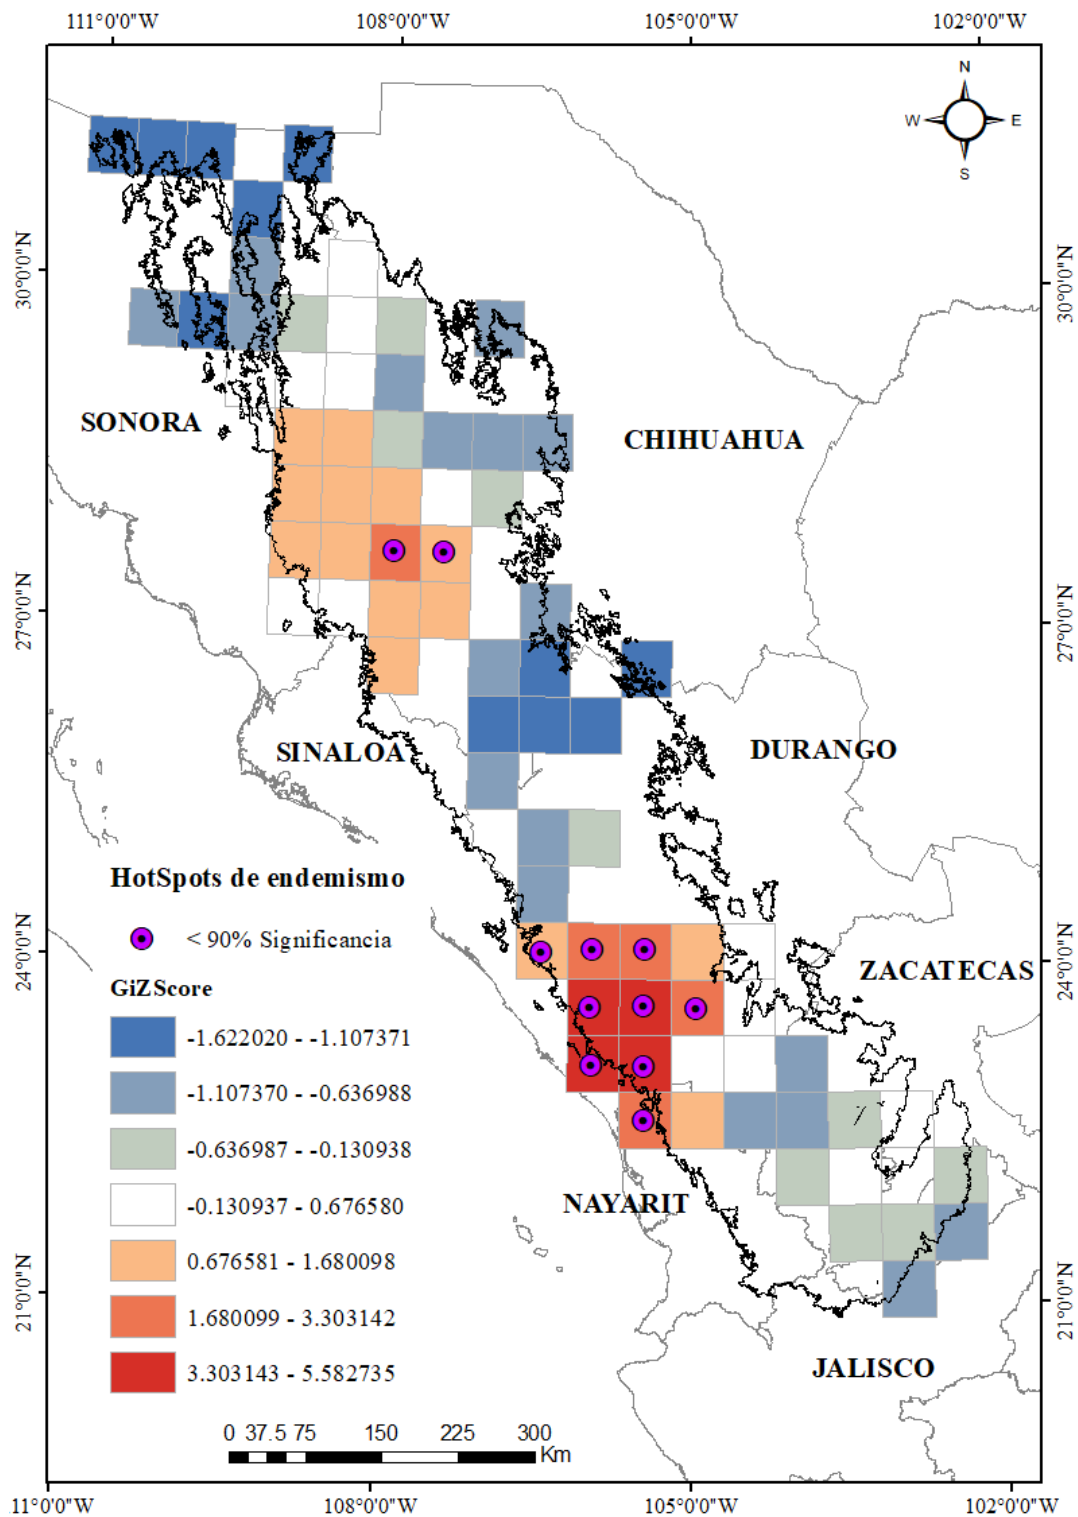 111°0'0"W 108°0'0"W 105°0'0"W 102°0'0"W
N
W E
S
30°0'0"N 30°0'0"N
SONORA
CHIHUAHUA
27°0'0"N 27°0'0"N
SINALOA
DURANGO
HotSpots de endemismo
< 90% Significancia
24°0'0"N 24°0'0"N
ZACATECAS
GiZScore
-1.622020 - -1.107371
-1.107370 - -0.636988
-0.636987 - -0.130938
-0.130937 - 0.676580
NAYARIT
0.676581 - 1.680098
21°0'0"N 21°0'0"N
1.680099 - 3.303142
3.303143 - 5.582735
JALISCO
0 37.5 75 150 225 300
Km
11°0'0"W 108°0'0"W 105°0'0"W 102°0'0"W